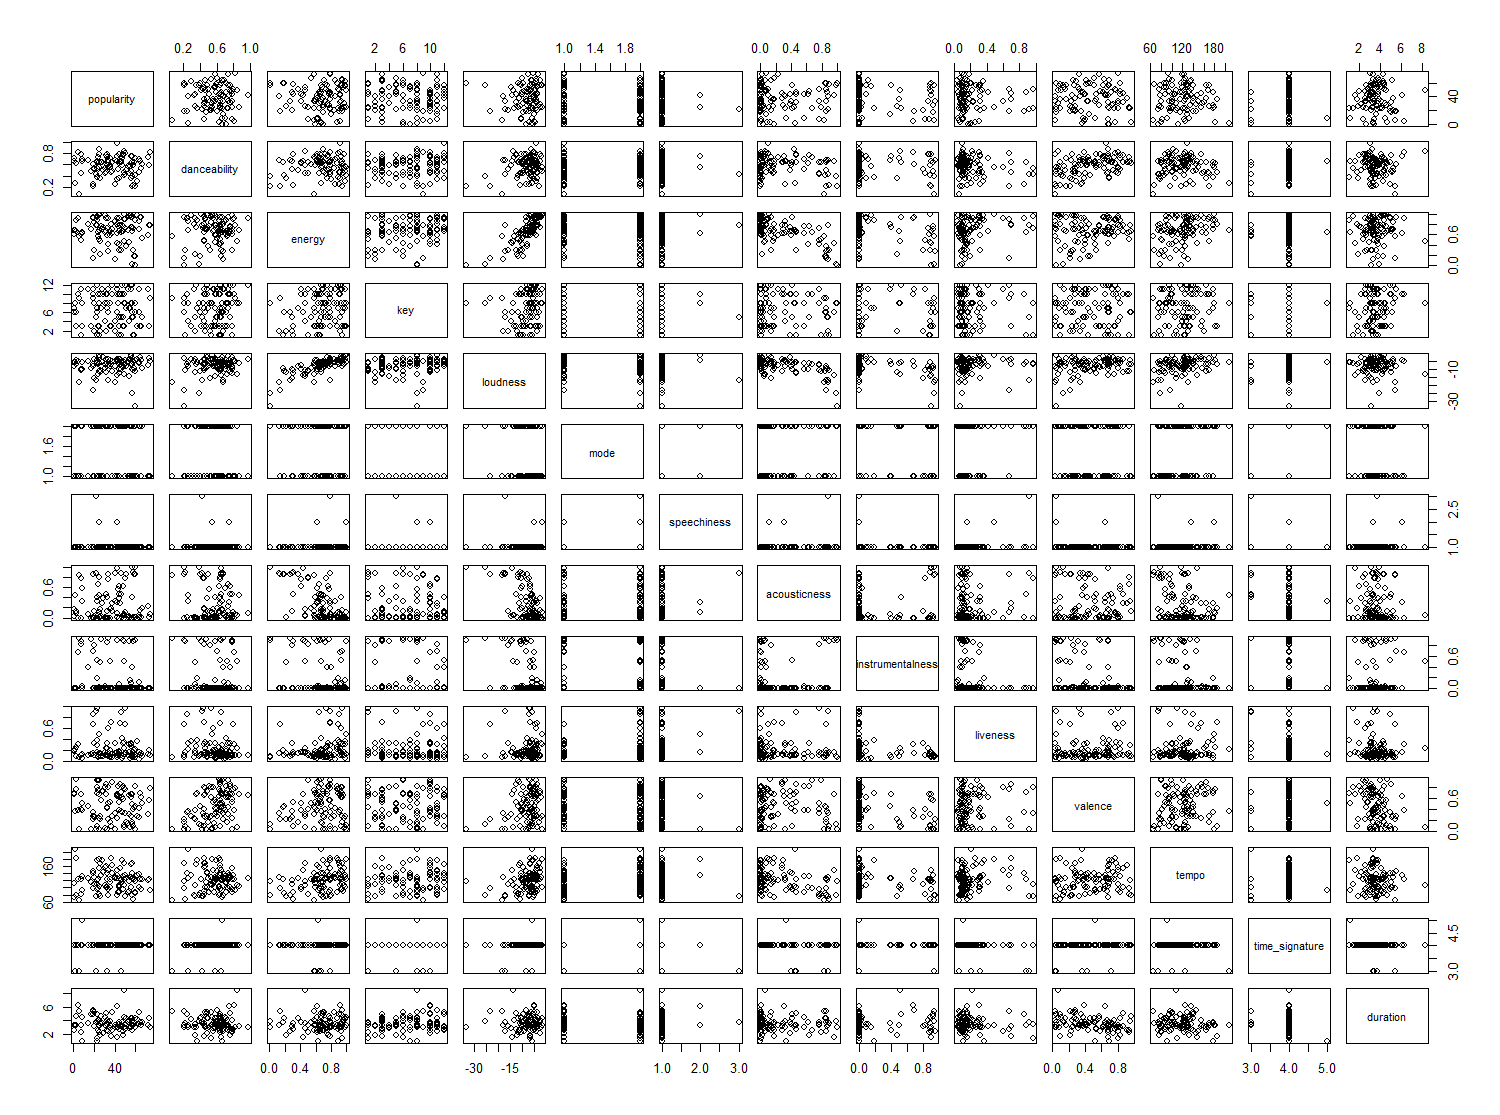 0.2 0.6 1.0 2 6 10 1.0 1.4 1.8 0.0 0.4 0.8 0.0 0.4 0.8 60 120 180 2 4 6 8
popularity 0 40
0.2 0.8 danceability
energy 0.0 0.6
2 6 12 key
loudness -30 -10
1.0 1.6 mode
speechiness 1.0 2.5
0.0 0.6 acousticness
instrumentalness 0.0 0.6
0.0 0.6 liveness
valence 0.0 0.6
60 160 tempo
time_signature 3.0 4.5
2 6 duration
0 40 0.0 0.4 0.8 -30 -15 1.0 2.0 3.0 0.0 0.4 0.8 0.0 0.4 0.8 3.0 4.0 5.0